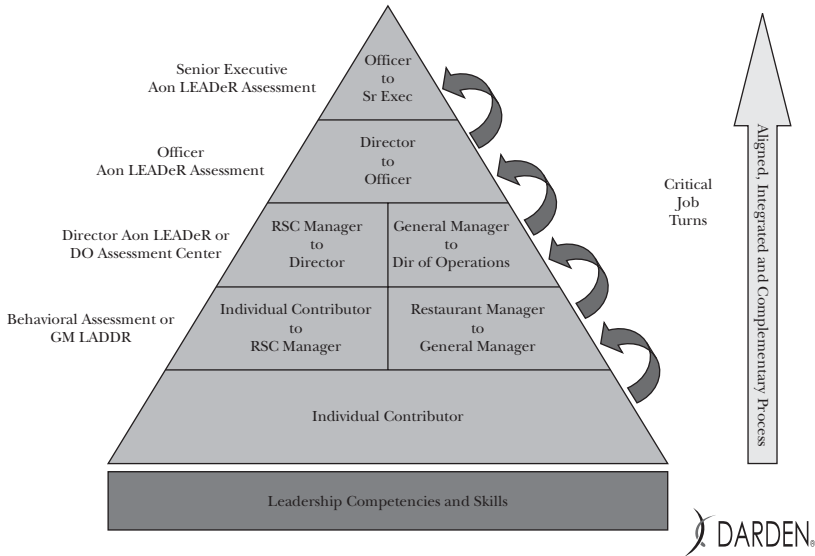 Officer
to
Sr Exec
Senior Executive
Aon LEADeR Assessment
Director
to
Officer
Officer
Aon LEADeR Assessment
RSC Manager
to
Director
General Manager
to
Dir of Operations
Director Aon LEADeR or
DO Assessment Center
Individual Contributor
to
RSC Manager
Restaurant Manager
to
General Manager
Behavioral Assessment or
GM LADDR
Individual Contributor
Leadership Competencies and Skills
Critical
Job
Turns
Aligned, Integrated and Complementary Process
DARDEN®